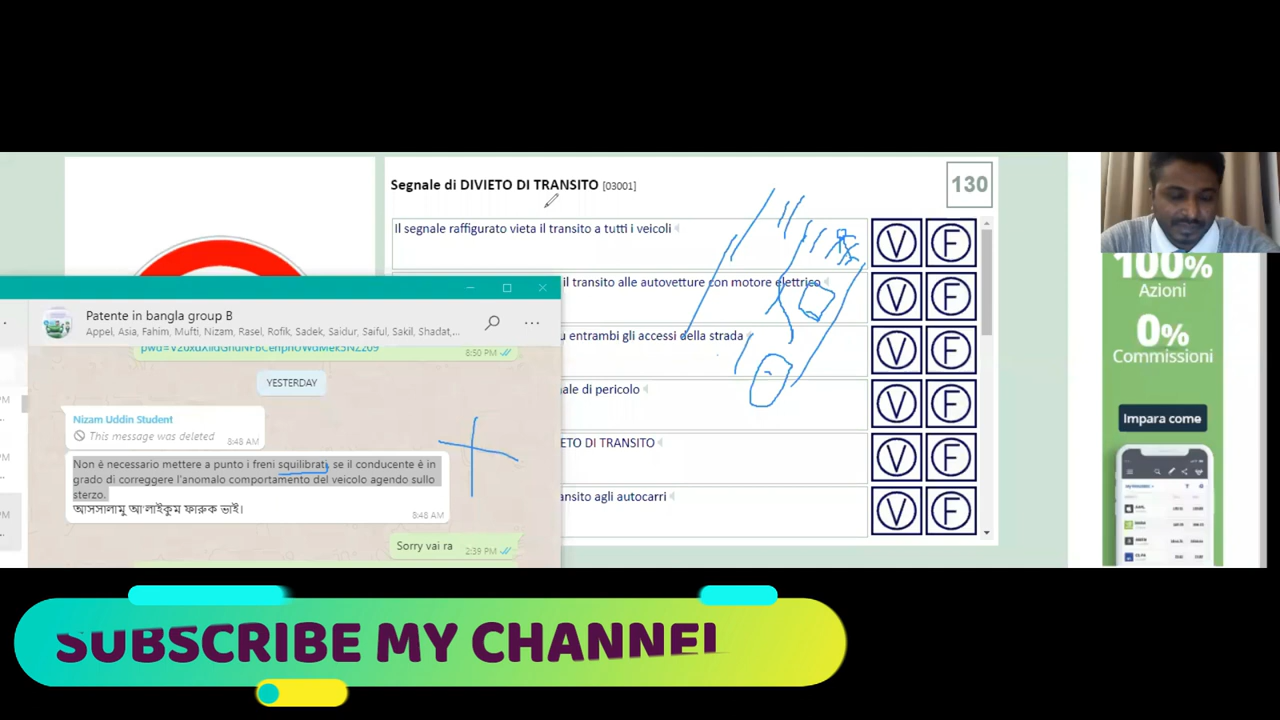 Segnale di DIVIETO DI TRANSITO [03001]
130
Il segnale raffigurato vieta il transito a tutti i veicoli
V F
il transito alle autovetture con motore elettrico
V F
u entrambi gli accessi della strada
V F
ale di pericolo
V F
ETO DI TRANSITO
V F
ansito agli autocarri
V F
Patente in bangla group B
Appel, Asia, Fahim, Mufti, Nizam, Rasel, Rofik, Sadek, Saidur, Saiful, Sakil, Shadat,...
8:50 PM
YESTERDAY
Nizam Uddin Student
This message was deleted
8:48 AM
Non è necessario mettere a punto i freni squilibrati, se il conducente è in
grado di correggere l'anomalo comportamento del veicolo agendo sullo
sterzo.
আসসালামু আ'লাইকুম ফারুক ভাই।
8:48 AM
Sorry vai ra
2:39 PM
100%
Azioni
0%
Commissioni
Impara come
SUBSCRIBE MY CHANNEL